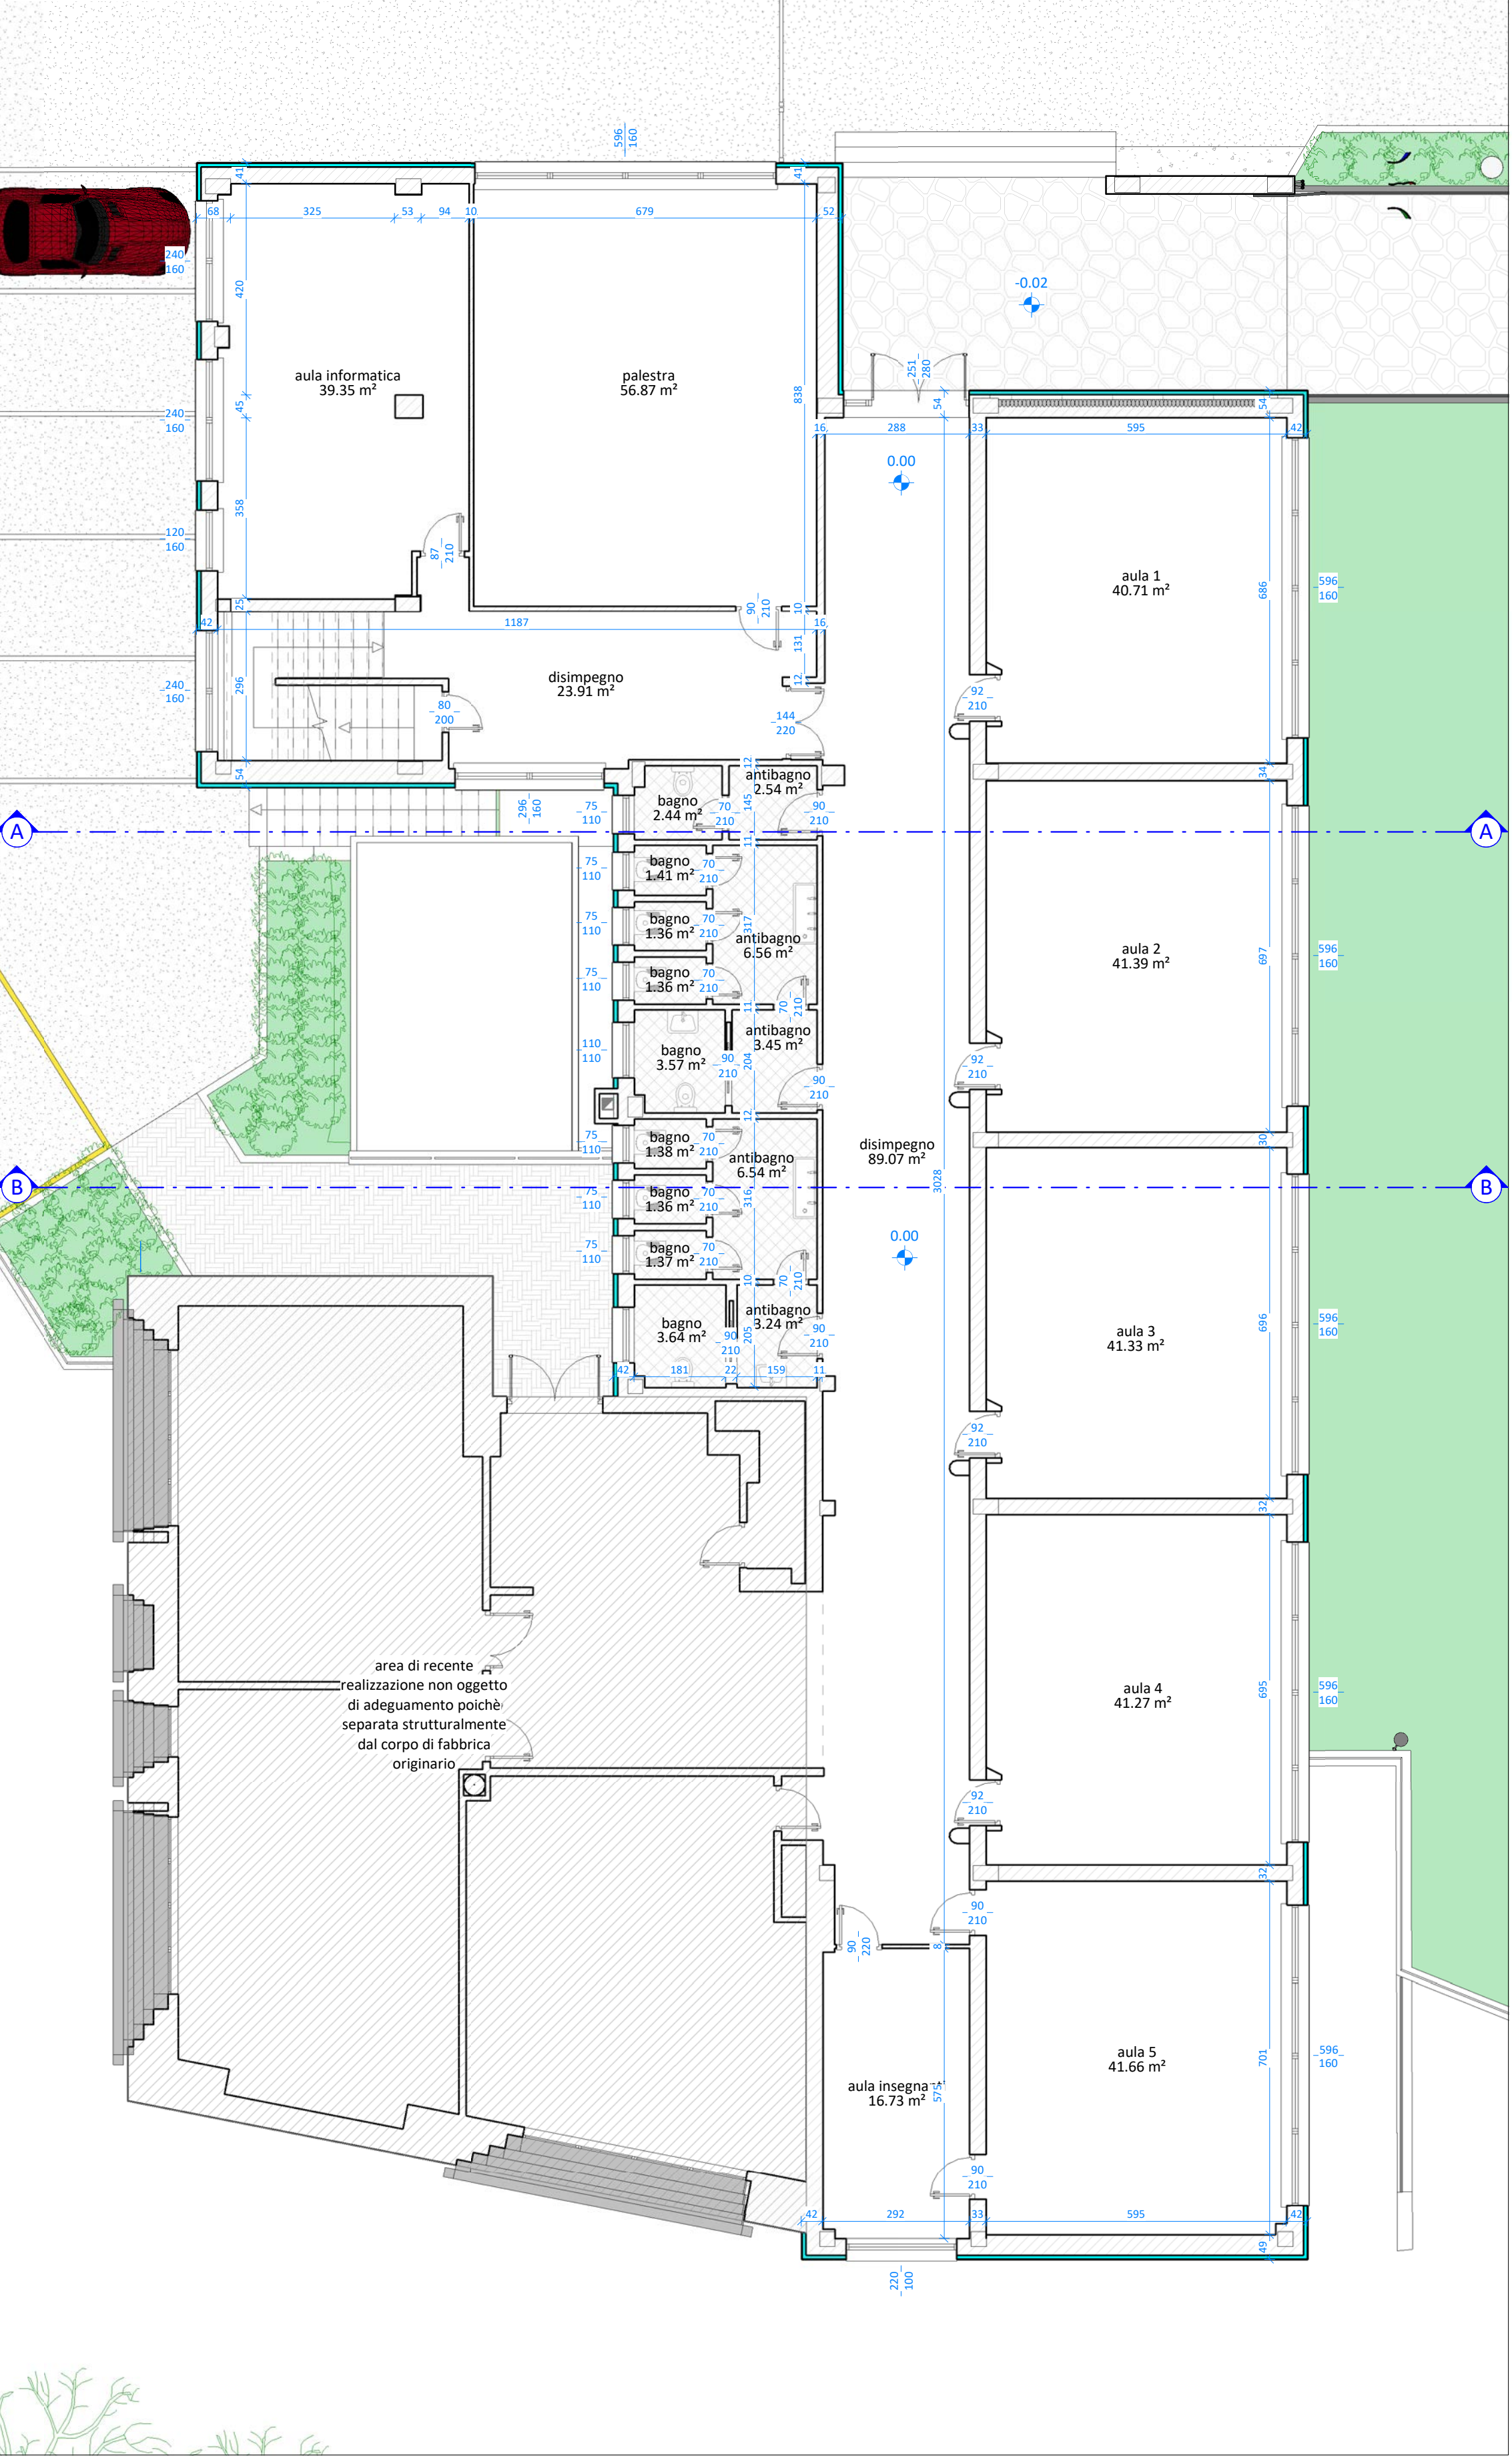 596
160
41
41
68
325
53
94
10
679
52
240
160
420
-0.02
251
280
54
54
aula informatica
39.35 m²
palestra
56.87 m²
838
45
240
160
16
288
33
595
42
0.00
358
120
160
87
210
aula 1
40.71 m²
686
596
160
25
90
210
10
42
1187
16
131
disimpegno
23.91 m²
12
296
240
160
80
200
144
220
92
210
54
12
34
antibagno
2.54 m²
bagno
2.44 m²
145
296
160
75
110
70
210
90
210
A
A
11
75
110
bagno
1.41 m²
70
210
75
110
bagno
1.36 m²
70
210
317
antibagno
6.56 m²
aula 2
41.39 m²
697
596
160
75
110
bagno
1.36 m²
70
210
11
70
210
antibagno
3.45 m²
110
110
bagno
3.57 m²
90
210
204
90
210
92
210
12
30
75
110
bagno
1.38 m²
70
210
antibagno
6.54 m²
disimpegno
89.07 m²
3028
B
B
75
110
bagno
1.36 m²
70
210
316
75
110
bagno
1.37 m²
70
210
0.00
10
70
210
antibagno
3.24 m²
bagno
3.64 m²
90
210
205
90
210
aula 3
41.33 m²
696
596
160
42
181
22
159
11
92
210
32
area di recente
realizzazione non oggetto
di adeguamento poichè
separata strutturalmente
dal corpo di fabbrica
originario
aula 4
41.27 m²
695
596
160
92
210
32
90
210
90
220
8
aula 5
41.66 m²
701
596
160
aula insegna
16.73 m²
575
90
210
42
292
33
595
42
49
220
100